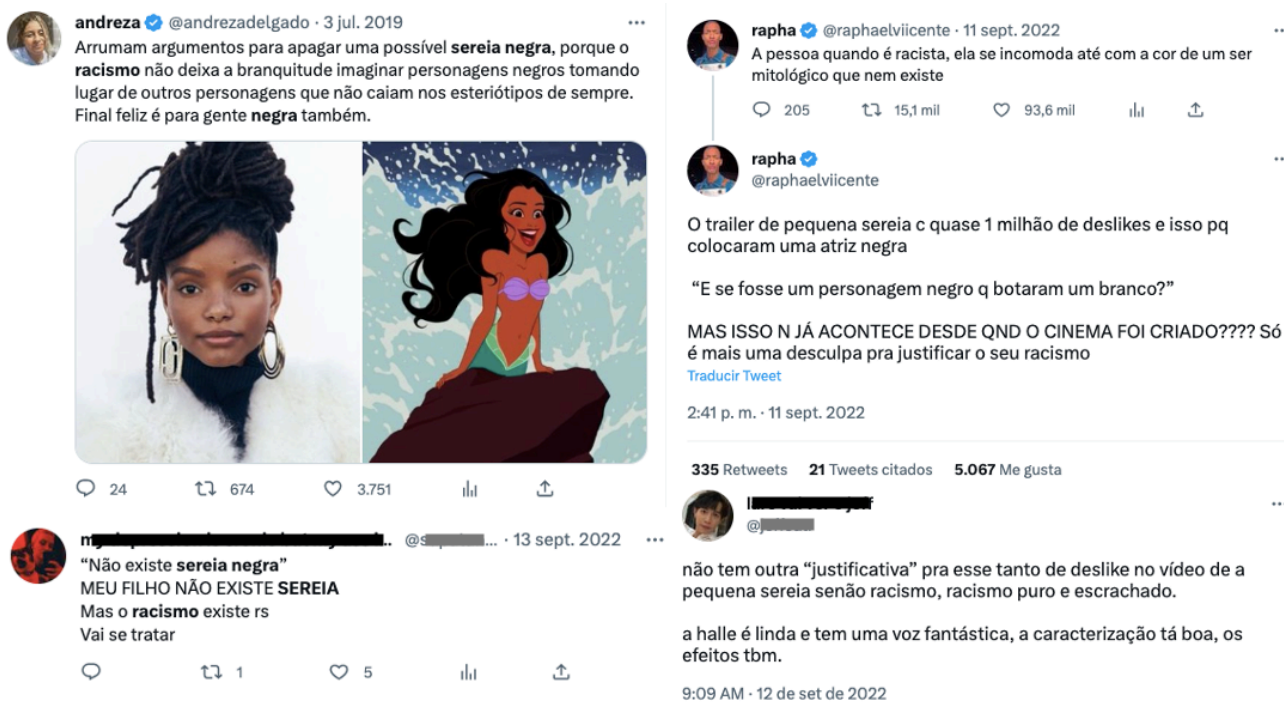 andreza @andrezadelgado · 3 jul. 2019
Arrumam argumentos para apagar uma possível sereia negra, porque o
racismo não deixa a branquitude imaginar personagens negros tomando
lugar de outros personagens que não caiam nos esteriótipos de sempre.
Final feliz é para gente negra também.
24 674 3.751
· 13 sept. 2022
“Não existe sereia negra”
MEU FILHO NÃO EXISTE SEREIA
Mas o racismo existe rs
Vai se tratar
1 5
rapha @raphaelviicente · 11 sept. 2022
A pessoa quando é racista, ela se incomoda até com a cor de um ser
mitológico que nem existe
205 15,1 mil 93,6 mil
rapha
@raphaelviicente
O trailer de pequena sereia c quase 1 milhão de deslikes e isso pq
colocaram uma atriz negra
“E se fosse um personagem negro q botaram um branco?”
MAS ISSO N JÁ ACONTECE DESDE QND O CINEMA FOI CRIADO???? Só
é mais uma desculpa pra justificar o seu racismo
Traducir Tweet
2:41 p. m. · 11 sept. 2022
335 Retweets 21 Tweets citados 5.067 Me gusta
não tem outra “justificativa” pra esse tanto de deslike no vídeo de a
pequena sereia senão racismo, racismo puro e escrachado.
a halle é linda e tem uma voz fantástica, a caracterização tá boa, os
efeitos tbm.
9:09 AM · 12 de set de 2022